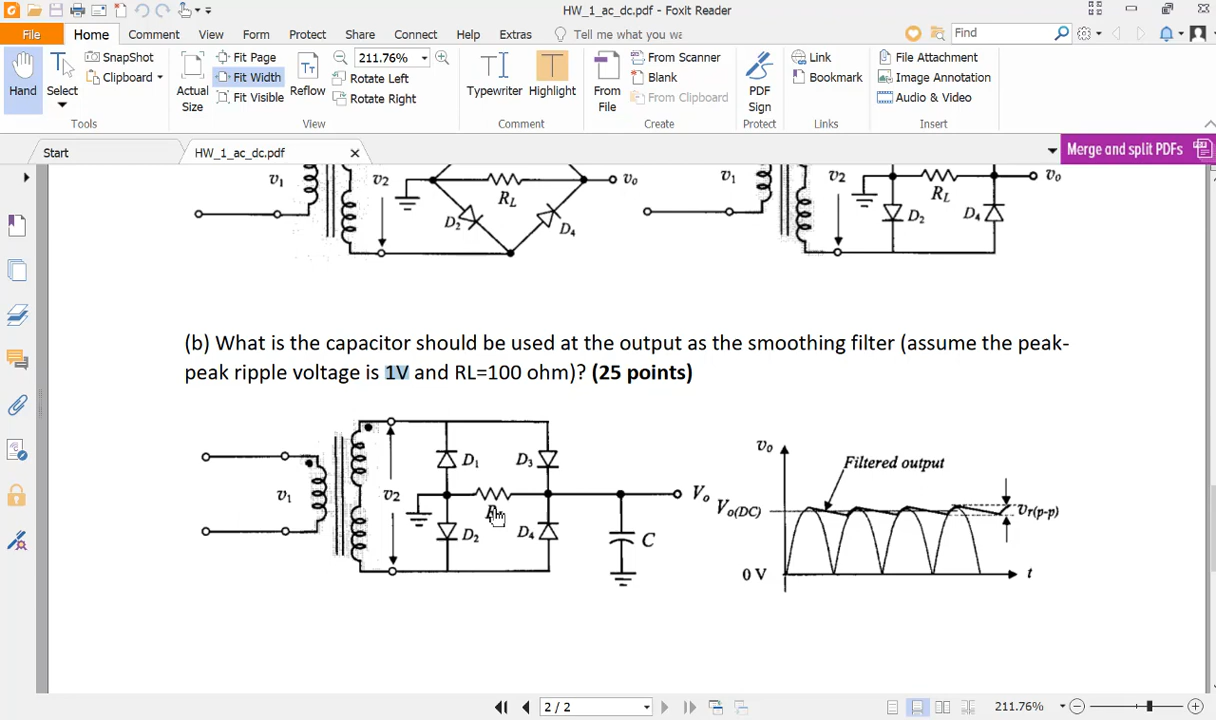 HW_1_ac_dc.pdf - Foxit Reader
File Home Comment View Form Protect Share Connect Help Extras Tell me what you wa Find
SnapShot Fit Page 211.76% From Scanner Link File Attachment
Clipboard Fit Width Rotate Left Blank Bookmark Image Annotation
Hand Select Actual Size Fit Visible Reflow Rotate Right Typewriter Highlight From File From Clipboard PDF Sign Audio & Video
Tools View Comment Create Protect Links Insert
Start HW_1_ac_dc.pdf Merge and split PDFs
v1 v2 RL vo v1 v2 RL vo
D2 D4 D2 D4
(b) What is the capacitor should be used at the output as the smoothing filter (assume the peak-
peak ripple voltage is 1V and RL=100 ohm)? (25 points)
v1 v2 D1 D3 Vo
D2 D4 C
vo Filtered output
Vo(DC) vr(p-p)
0 V t
2 / 2 211.76%